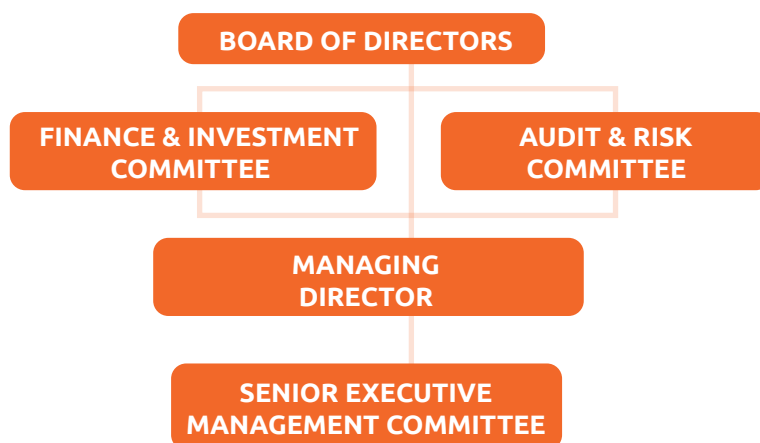 BOARD OF DIRECTORS
FINANCE & INVESTMENT
COMMITTEE
AUDIT & RISK
COMMITTEE
MANAGING
DIRECTOR
SENIOR EXECUTIVE
MANAGEMENT COMMITTEE